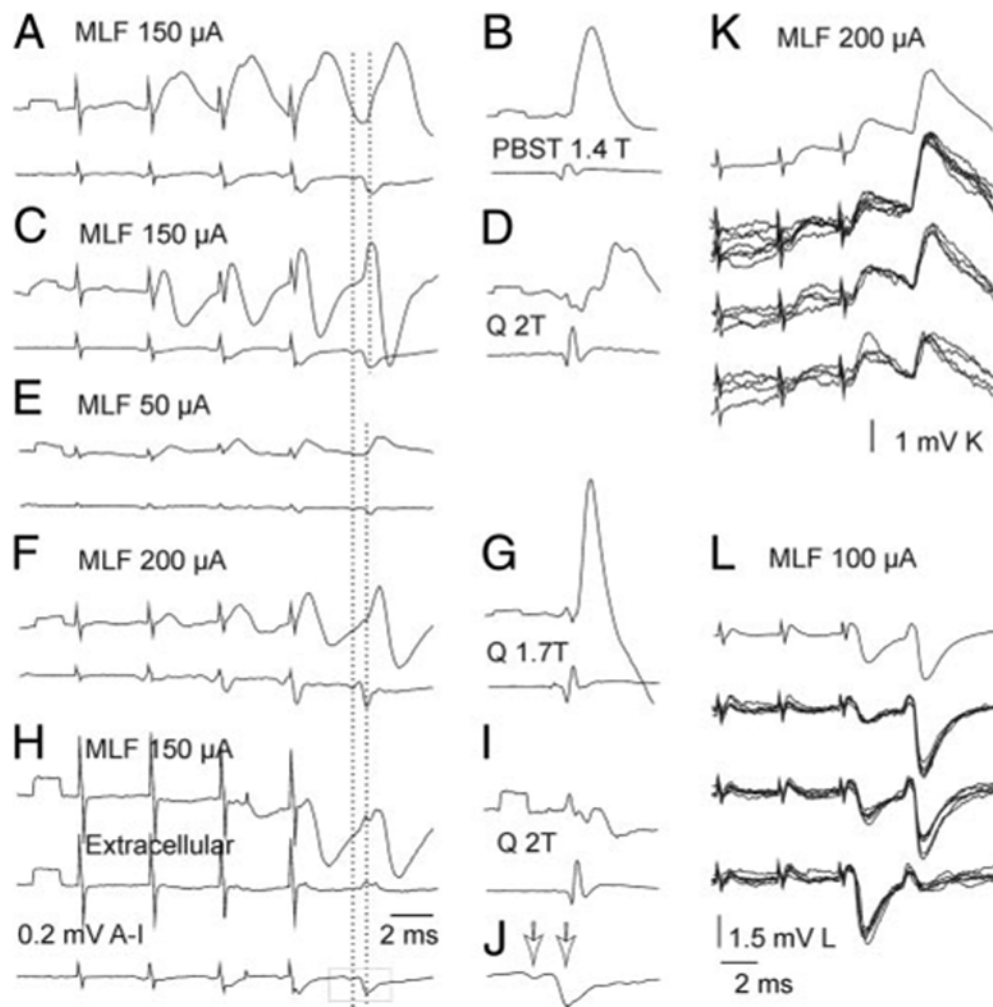 A MLF 150 µA
B
PBST 1.4 T
C MLF 150 µA
D
Q 2T
E MLF 50 µA
F MLF 200 µA
G
Q 1.7T
H MLF 150 µA
Extracellular
0.2 mV A-I
2 ms
I
Q 2T
J
K MLF 200 µA
1 mV K
L MLF 100 µA
1.5 mV L
2 ms